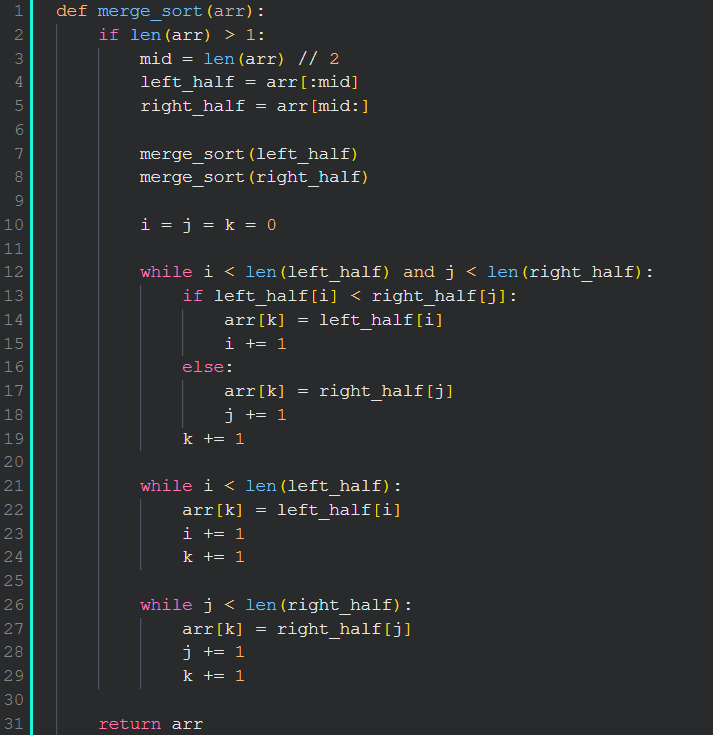 1 def merge_sort(arr):
2     if len(arr) > 1:
3         mid = len(arr) // 2
4         left_half = arr[:mid]
5         right_half = arr[mid:]
6
7         merge_sort(left_half)
8         merge_sort(right_half)
9
10         i = j = k = 0
11
12         while i < len(left_half) and j < len(right_half):
13             if left_half[i] < right_half[j]:
14                 arr[k] = left_half[i]
15                 i += 1
16             else:
17                 arr[k] = right_half[j]
18                 j += 1
19             k += 1
20
21         while i < len(left_half):
22             arr[k] = left_half[i]
23             i += 1
24             k += 1
25
26         while j < len(right_half):
27             arr[k] = right_half[j]
28             j += 1
29             k += 1
30
31     return arr